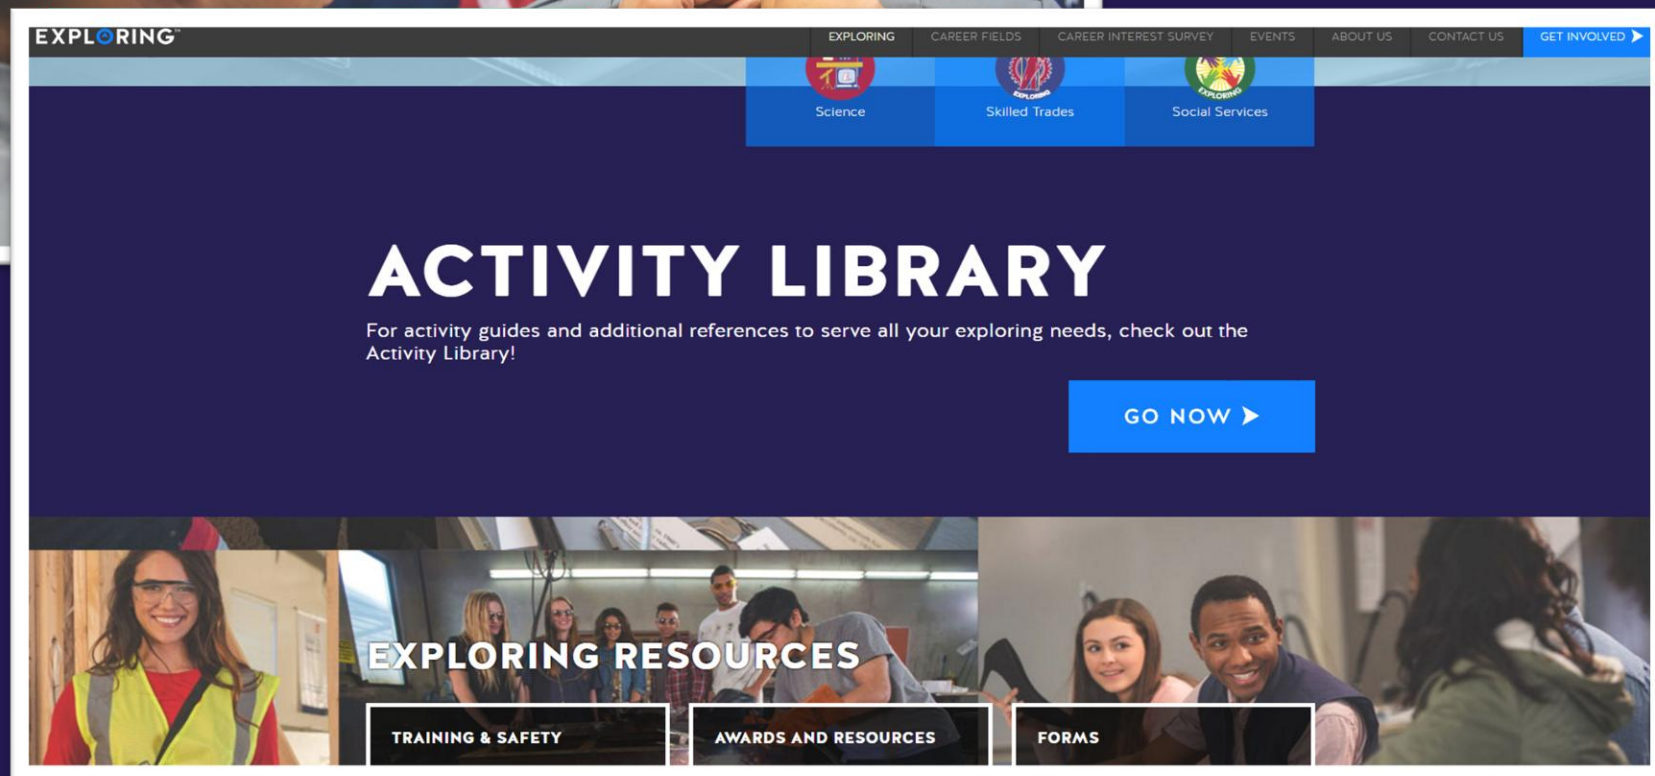 EXPLORING
EXPLORING CAREER FIELDS CAREER INTEREST SURVEY EVENTS ABOUT US CONTACT US GET INVOLVED
EXPLORING EXPLORING
Science Skilled Trades Social Services
ACTIVITY LIBRARY
For activity guides and additional references to serve all your exploring needs, check out the
Activity Library!
GO NOW
EXPLORING RESOURCES
TRAINING & SAFETY AWARDS AND RESOURCES FORMS